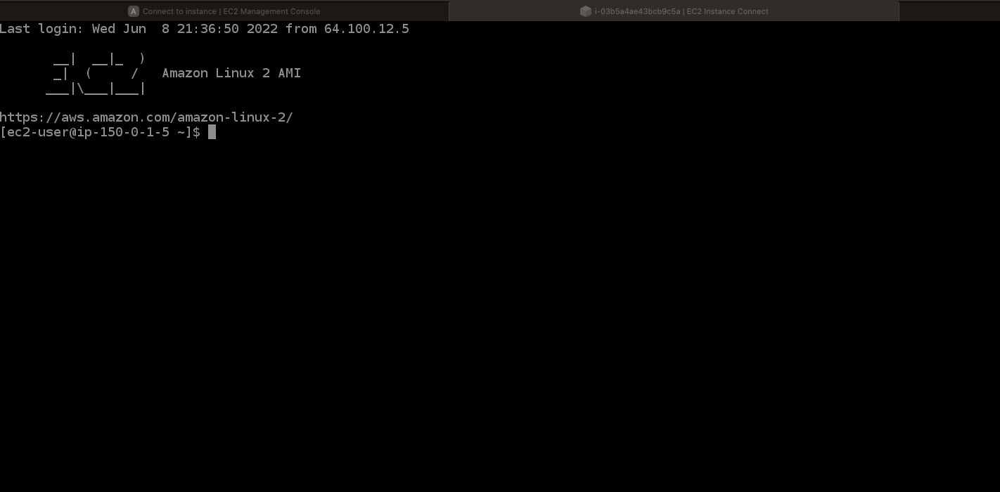 A Connect to instance | EC2 Management Console
i-03b5a4ae43bcb9c5a | EC2 Instance Connect
Last login: Wed Jun  8 21:36:50 2022 from 64.100.12.5
       __|  __|_  )
       _|  (     /   Amazon Linux 2 AMI
      ___|\___|___|
https://aws.amazon.com/amazon-linux-2/
[ec2-user@ip-150-0-1-5 ~]$